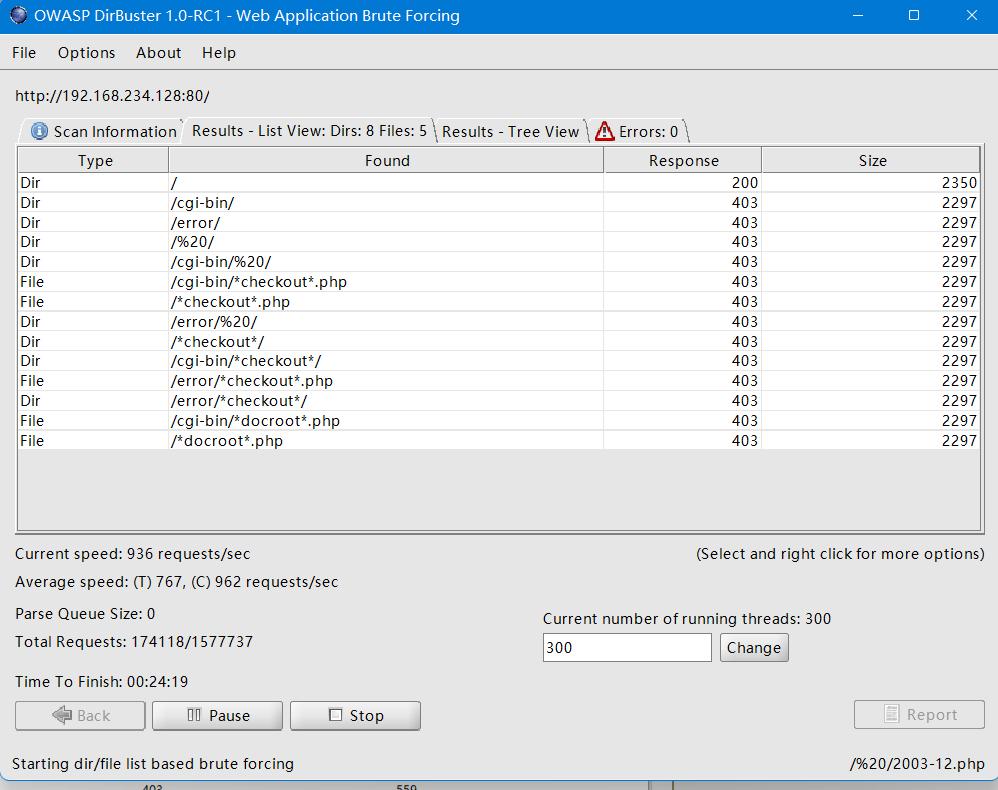 OWASP DirBuster 1.0-RC1 - Web Application Brute Forcing
File Options About Help
http://192.168.234.128:80/
Scan Information Results - List View: Dirs: 8 Files: 5 Results - Tree View Errors: 0
Type Found Response Size
Dir / 200 2350
Dir /cgi-bin/ 403 2297
Dir /error/ 403 2297
Dir /%20/ 403 2297
Dir /cgi-bin/%20/ 403 2297
File /cgi-bin/*checkout*.php 403 2297
File /*checkout*.php 403 2297
Dir /error/%20/ 403 2297
Dir /*checkout*/ 403 2297
Dir /cgi-bin/*checkout*/ 403 2297
File /error/*checkout*.php 403 2297
Dir /error/*checkout*/ 403 2297
File /cgi-bin/*docroot*.php 403 2297
File /*docroot*.php 403 2297
Current speed: 936 requests/sec (Select and right click for more options)
Average speed: (T) 767, (C) 962 requests/sec
Parse Queue Size: 0
Current number of running threads: 300
Total Requests: 174118/1577737
300 Change
Time To Finish: 00:24:19
Back Pause Stop Report
Starting dir/file list based brute forcing /%20/2003-12.php